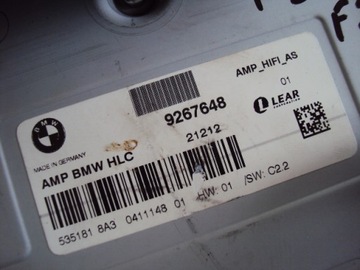 BMW
MADE IN GERMANY
AMP BMW HLC
9267648
21212
AMP_HIFI_AS
01
LEAR
CORPORATION
535181 8A3 0411148 01 HW: 01 /SW: C2.2